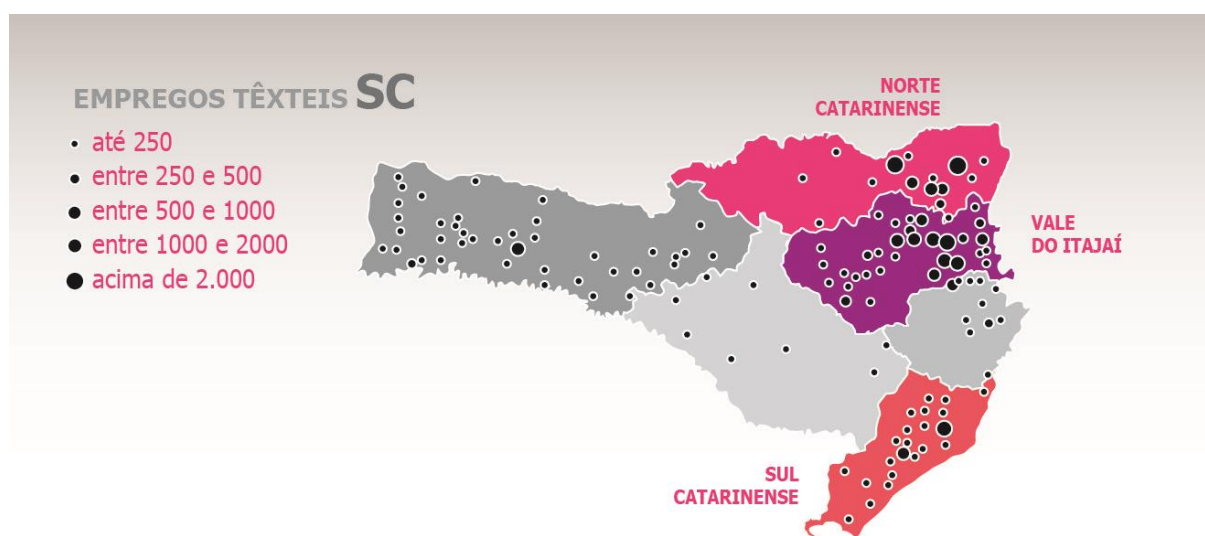 EMPREGOS TÊXTEIS SC
até 250
entre 250 e 500
entre 500 e 1000
entre 1000 e 2000
acima de 2.000
NORTE
CATARINENSE
VALE
DO ITAJAÍ
SUL
CATARINENSE